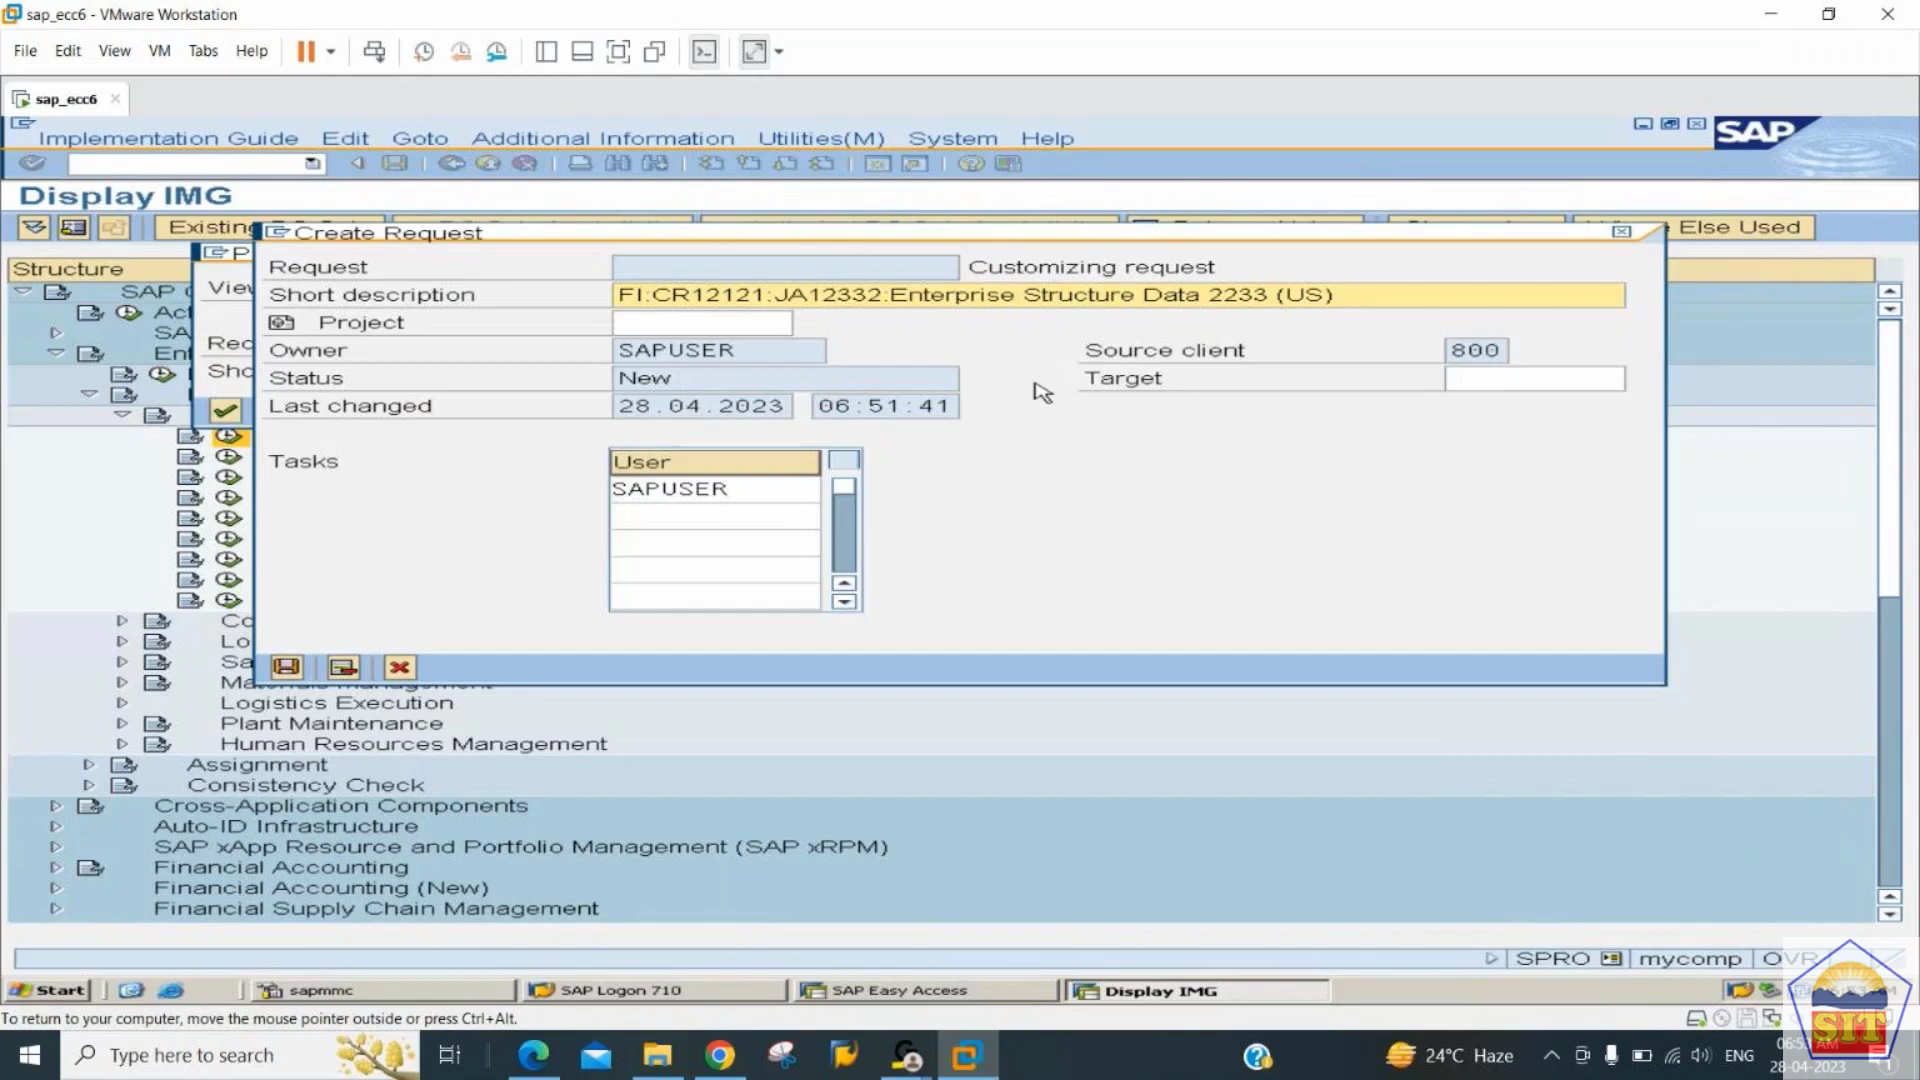 sap_ecc6 - VMware Workstation
File Edit View VM Tabs Help
sap_ecc6
Implementation Guide Edit Goto Additional Information Utilities(M) System Help
SAP
Display IMG
Existing
Else Used
Create Request
Structure
Request Customizing request
Short description FI:CR12121:JA12332:Enterprise Structure Data 2233 (US)
Project
Owner SAPUSER Source client 800
Status New Target
Last changed 28.04.2023 06:51:41
Tasks User
SAPUSER
Logistics Execution
Plant Maintenance
Human Resources Management
Assignment
Consistency Check
Cross-Application Components
Auto-ID Infrastructure
SAP xApp Resource and Portfolio Management (SAP xRPM)
Financial Accounting
Financial Accounting (New)
Financial Supply Chain Management
SPRO mycomp OVR
Start sapmmc SAP Logon 710 SAP Easy Access Display IMG
To return to your computer, move the mouse pointer outside or press Ctrl+Alt.
SIT
Type here to search 24°C Haze ENG
28-04-2023